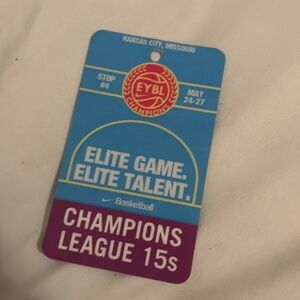 KANSAS CITY, MISSOURI
STOP
#4
EYBL
CHAMPIONS
MAY
24-27
ELITE GAME.
ELITE TALENT.
Basketball
CHAMPIONS
LEAGUE 15s